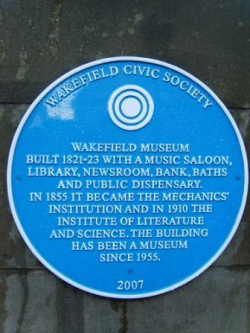 WAKEFIELD CIVIC SOCIETY
WAKEFIELD MUSEUM
BUILT 1821-23 WITH A MUSIC SALOON,
LIBRARY, NEWSROOM, BANK, BATHS
AND PUBLIC DISPENSARY.
IN 1855 IT BECAME THE MECHANICS'
INSTITUTION AND IN 1910 THE
INSTITUTE OF LITERATURE
AND SCIENCE. THE BUILDING
HAS BEEN A MUSEUM
SINCE 1955.
2007